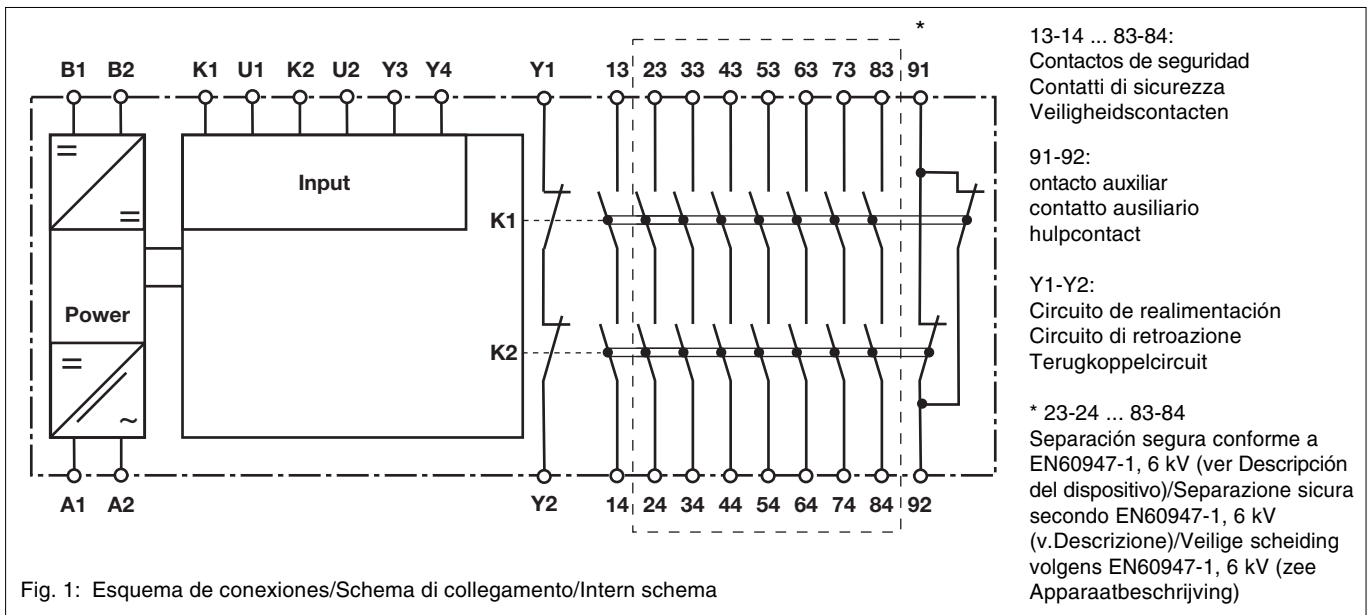 *
B1 B2 K1 U1 K2 U2 Y3 Y4 Y1 13 23 33 43 53 63 73 83 91
=
=
Input
K1
Power
K2
=
~
A1 A2 Y2 14 24 34 44 54 64 74 84 92
13-14 ... 83-84:
Contactos de seguridad
Contatti di sicurezza
Veiligheidscontacten
91-92:
ontacto auxiliar
contatto ausiliario
hulpcontact
Y1-Y2:
Circuito de realimentación
Circuito di retroazione
Terugkoppelcircuit
* 23-24 ... 83-84
Separación segura conforme a
EN60947-1, 6 kV (ver Descripción
del dispositivo)/Separazione sicura
secondo EN60947-1, 6 kV
(v.Descrizione)/Veilige scheiding
volgens EN60947-1, 6 kV (zee
Apparaatbeschrijving)
Fig. 1: Esquema de conexiones/Schema di collegamento/Intern schema